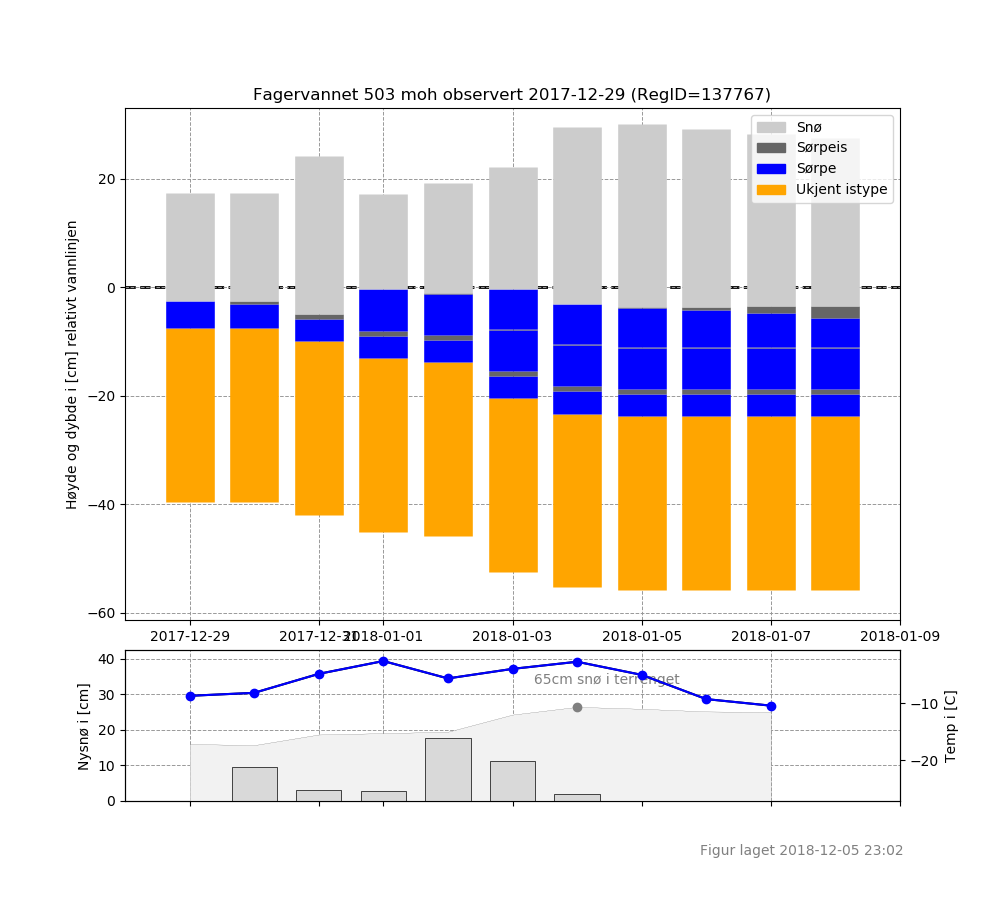 Fagervannet 503 moh observert 2017-12-29 (RegID=137767)
Snø
Sørpeis
Sørpe
Ukjent istype
Høyde og dybde i [cm] relativt vannlinjen
20
0
−20
−40
−60
2017-12-29 2017-12-31 2018-01-01 2018-01-03 2018-01-05 2018-01-07 2018-01-09
65cm snø i terrenget
Nysnø i [cm]
40
30
20
10
0
−10
−20
Temp i [C]
Figur laget 2018-12-05 23:02